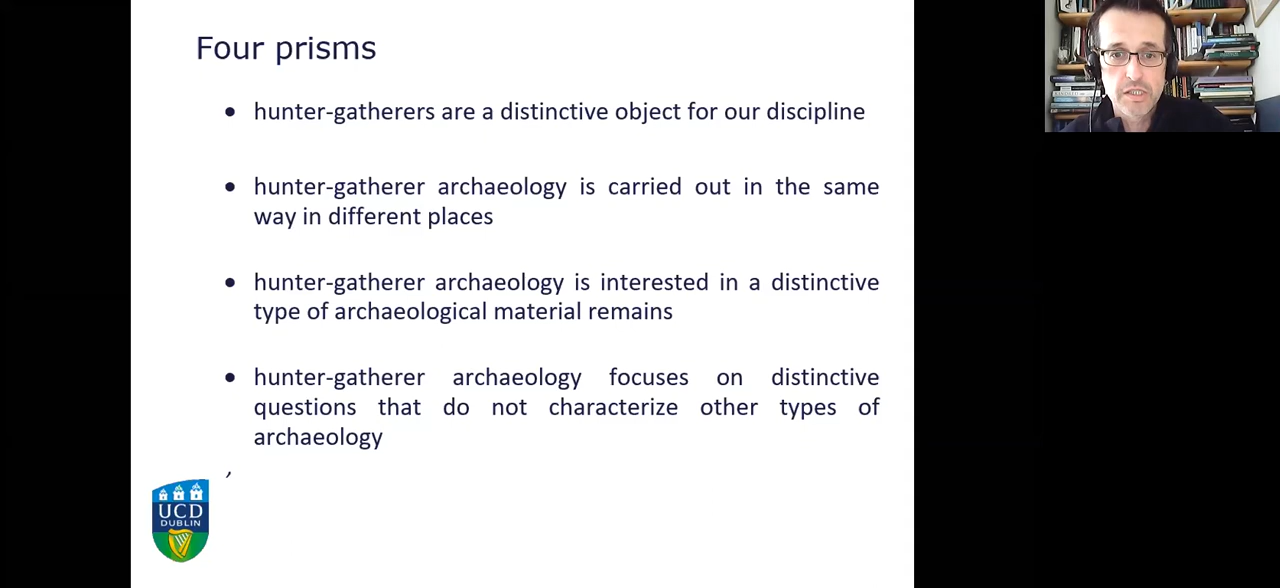 Four prisms
• hunter-gatherers are a distinctive object for our discipline
• hunter-gatherer archaeology is carried out in the same
way in different places
• hunter-gatherer archaeology is interested in a distinctive
type of archaeological material remains
• hunter-gatherer archaeology focuses on distinctive
questions that do not characterize other types of
archaeology
,
UCD
DUBLIN